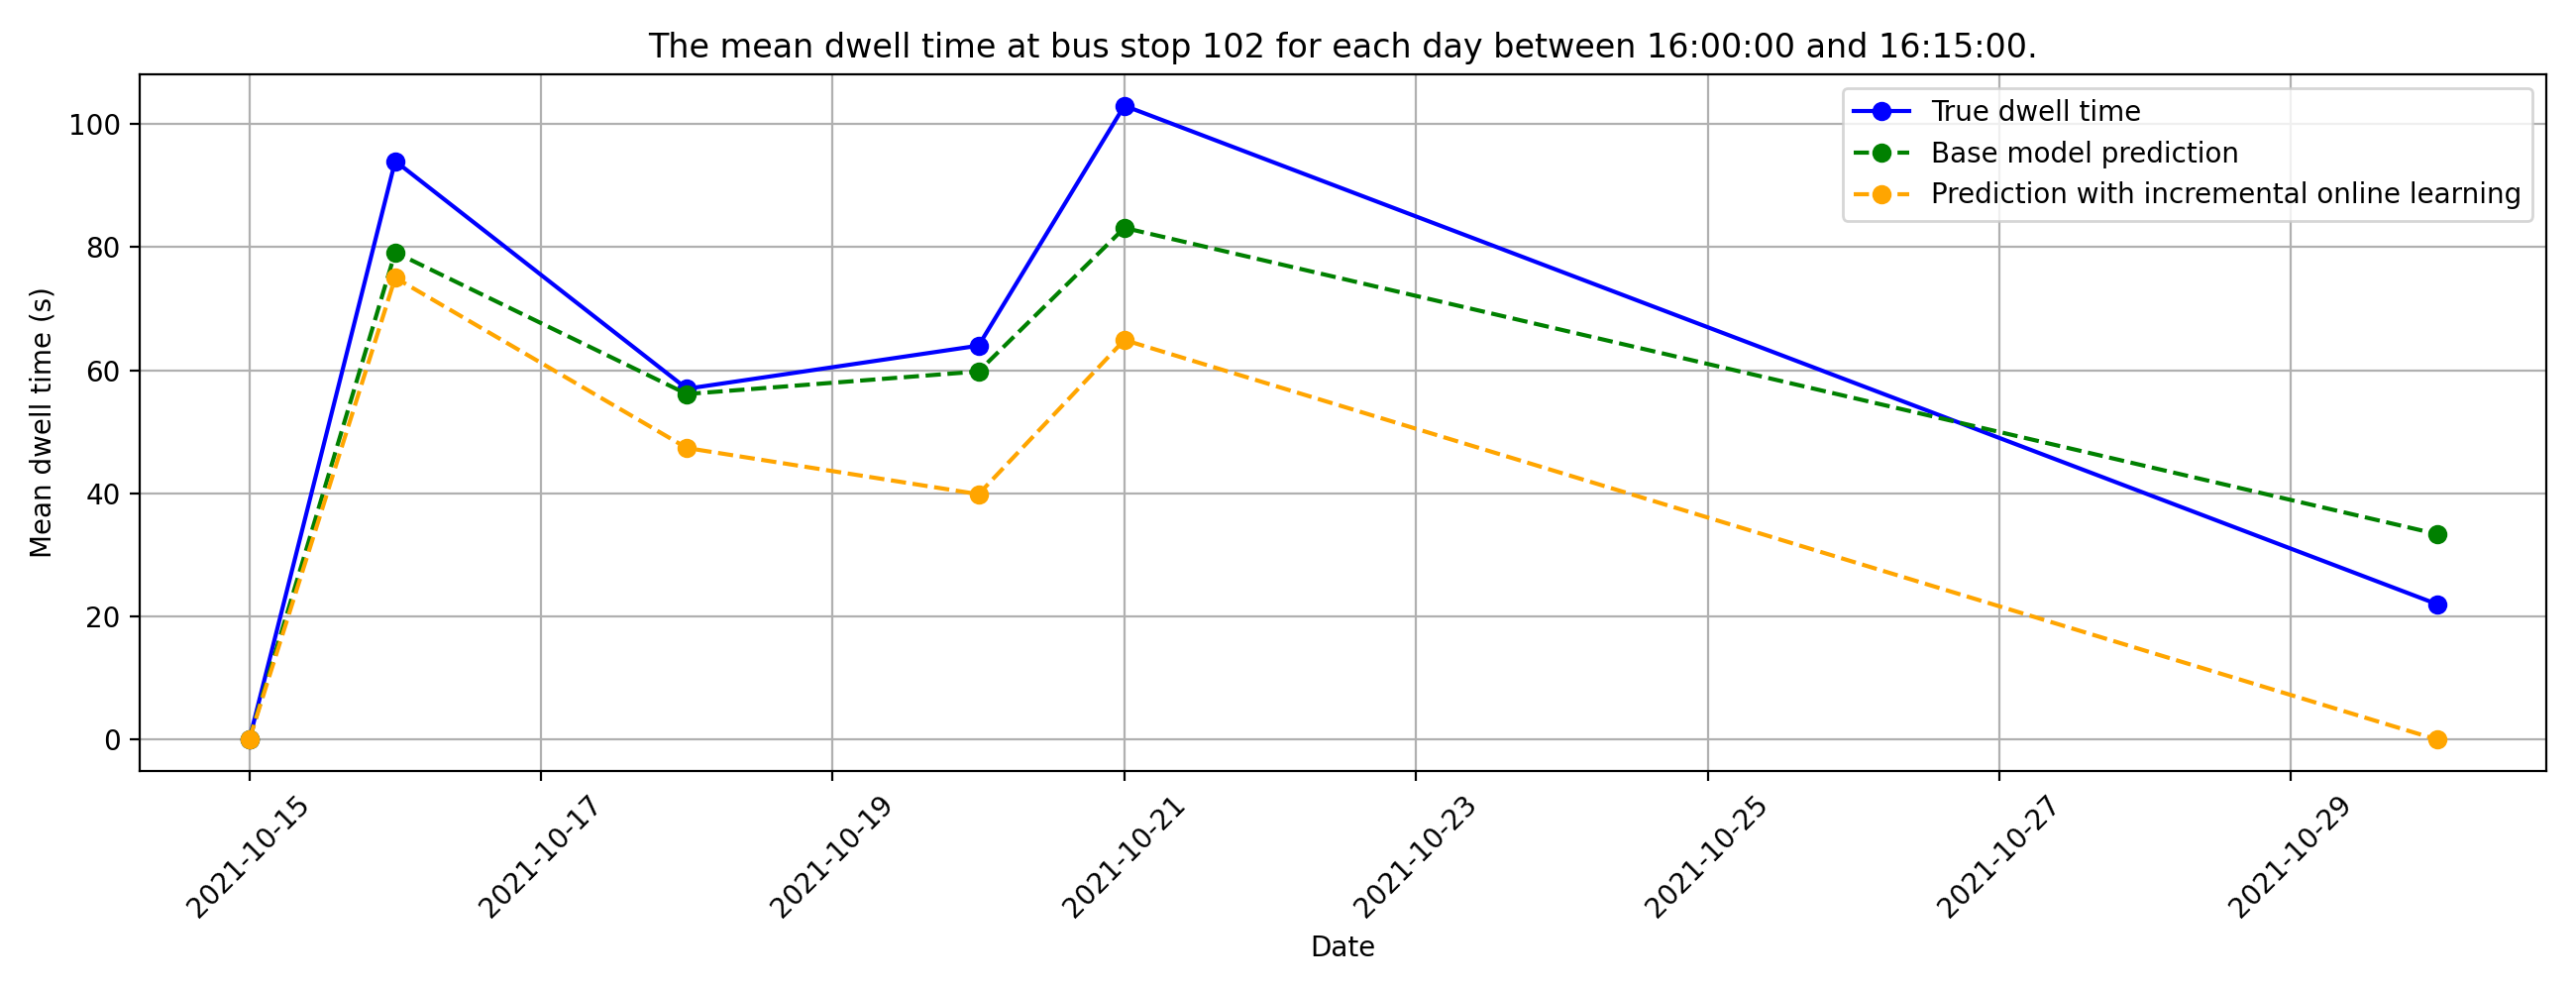 The mean dwell time at bus stop 102 for each day between 16:00:00 and 16:15:00.
True dwell time
Base model prediction
Prediction with incremental online learning
Mean dwell time (s)
100
80
60
40
20
0
2021-10-15
2021-10-17
2021-10-19
2021-10-21
2021-10-23
2021-10-25
2021-10-27
2021-10-29
Date